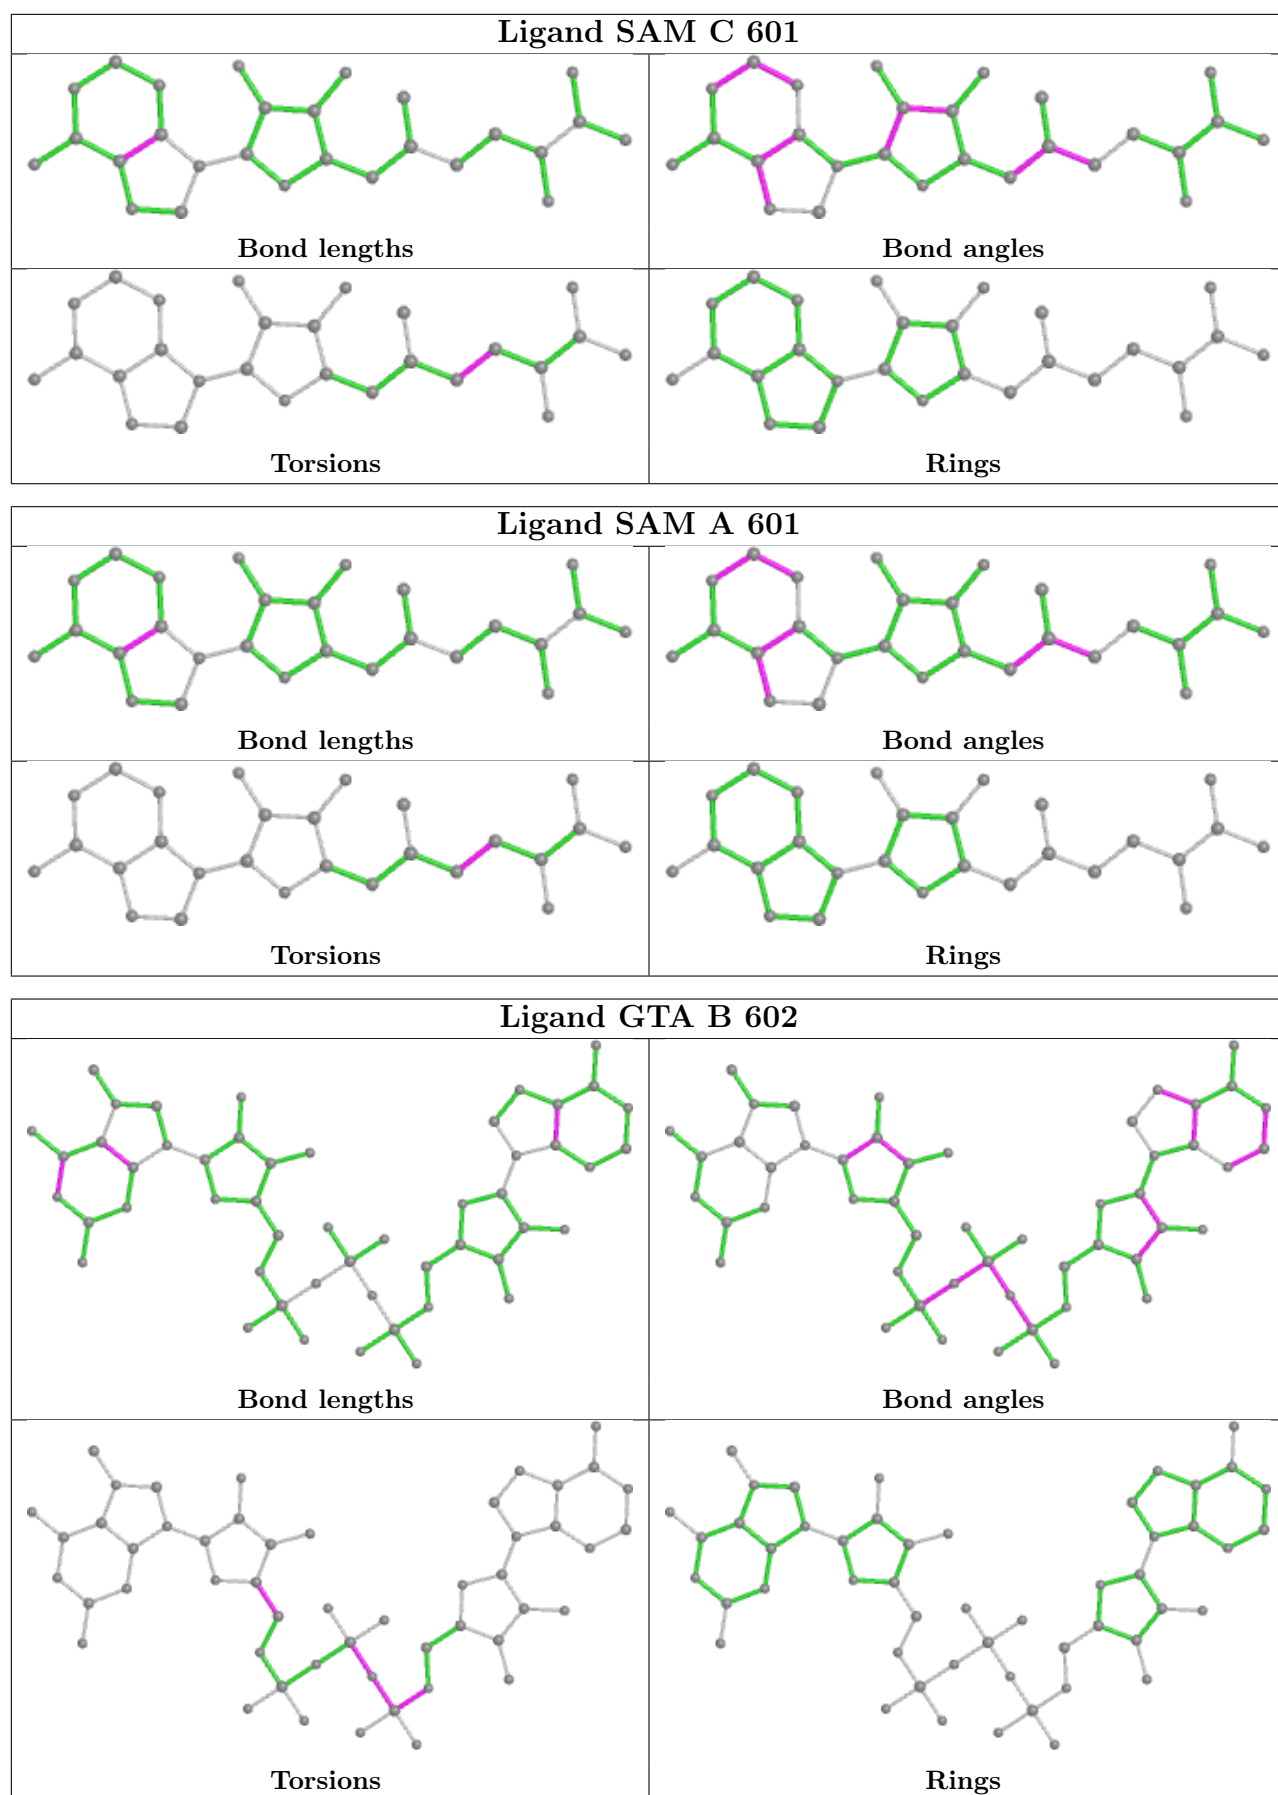 Ligand SAM C 601
Bond lengths
Bond angles
Torsions
Rings
Ligand SAM A 601
Bond lengths
Bond angles
Torsions
Rings
Ligand GTA B 602
Bond lengths
Bond angles
Torsions
Rings